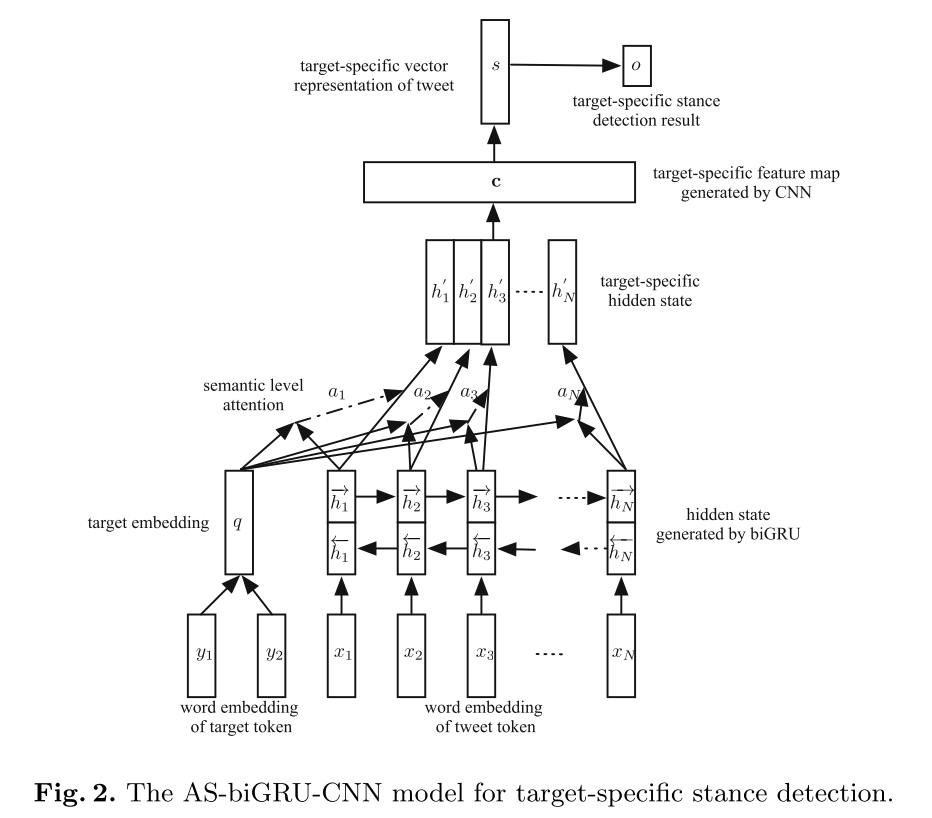 target-specific vector
representation of tweet
s
o
target-specific stance
detection result
c
target-specific feature map
generated by CNN
h'_1 h'_2 h'_3 ..... h'_N
target-specific
hidden state
semantic level
attention
a_1 a_2 a_3 a_N
target embedding
q
\overrightarrow{h_1} \overrightarrow{h_2} \overrightarrow{h_3} ..... \overrightarrow{h_N}
\overleftarrow{h_1} \overleftarrow{h_2} \overleftarrow{h_3} ..... \overleftarrow{h_N}
hidden state
generated by biGRU
y_1 y_2 x_1 x_2 x_3 .... x_N
word embedding
of target token
word embedding
of tweet token
Fig. 2. The AS-biGRU-CNN model for target-specific stance detection.